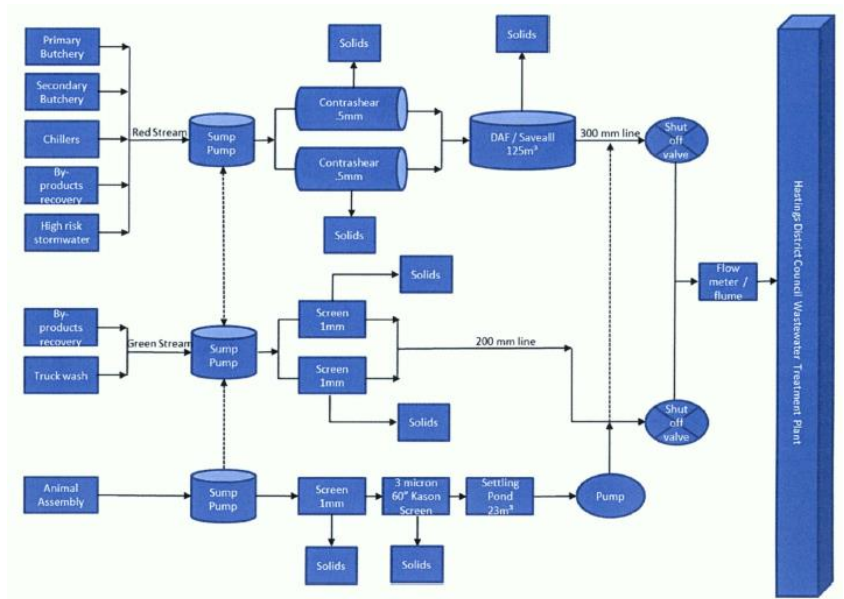 Primary
Butchery
Secondary
Butchery
Chillers
By-
products
recovery
High risk
stormwater
Red Stream
Sump
Pump
Solids
Contrashear
.5mm
Contrashear
.5mm
Solids
Solids
DAF / Saveall
125m³
300 mm line
Shut
off
valve
By-
products
recovery
Truck wash
Green Stream
Sump
Pump
Solids
Screen
1mm
Screen
1mm
Solids
200 mm line
Shut
off
valve
Flow
meter /
flume
Hastings District Council Wastewater Treatment Plant
Animal
Assembly
Sump
Pump
Screen
1mm
3 micron
60" Kason
Screen
Settling
Pond
23m³
Pump
Solids
Solids